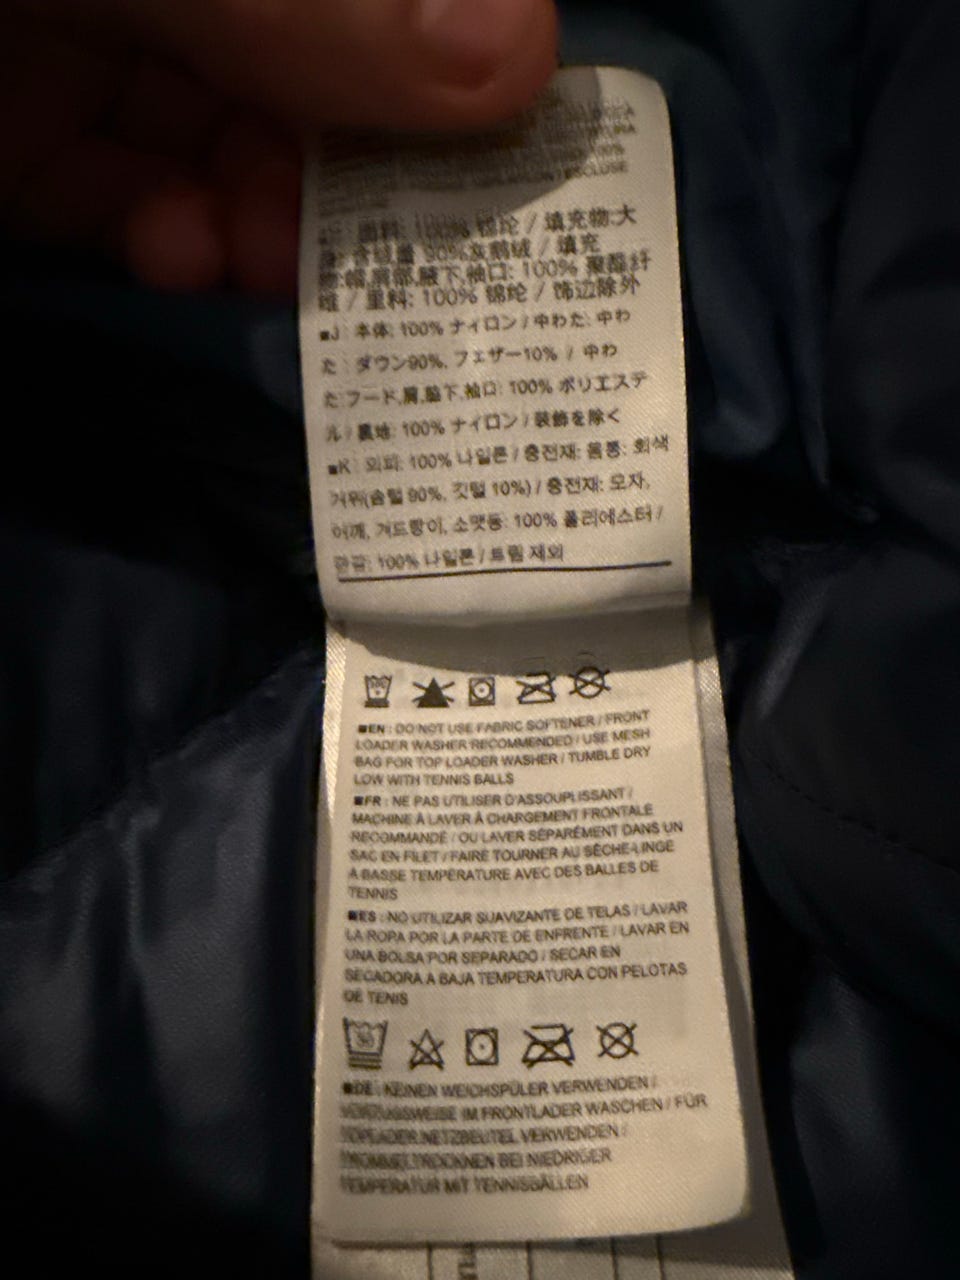 ESCLUSE
面料: 100% 锦纶 / 填充物:大
含绒量 90%灰鹅绒 / 填充
物:帽,肩部,腋下,袖口: 100% 聚酯纤
维 / 里料: 100% 锦纶 / 饰边除外
■J : 本体: 100% ナイロン / 中わた: 中わ
た : ダウン90%, フェザー10% / 中わ
た:フード,肩,脇下,袖口: 100% ポリエステ
ル / 裏地: 100% ナイロン / 装飾を除く
■K : 외피: 100% 나일론 / 충전재: 몸통: 회색
거위(솜털 90%, 깃털 10%) / 충전재: 모자,
어깨, 겨드랑이, 소맷동: 100% 폴리에스터 /
안감: 100% 나일론 / 트림 제외
■EN : DO NOT USE FABRIC SOFTENER / FRONT
LOADER WASHER RECOMMENDED / USE MESH
BAG FOR TOP LOADER WASHER / TUMBLE DRY
LOW WITH TENNIS BALLS
■FR : NE PAS UTILISER D'ASSOUPLISSANT /
MACHINE À LAVER À CHARGEMENT FRONTALE
RECOMMANDÉ / OU LAVER SÉPARÉMENT DANS UN
SAC EN FILET / FAIRE TOURNER AU SÈCHE-LINGE
À BASSE TEMPÉRATURE AVEC DES BALLES DE
TENNIS
■ES : NO UTILIZAR SUAVIZANTE DE TELAS / LAVAR
LA ROPA POR LA PARTE DE ENFRENTE / LAVAR EN
UNA BOLSA POR SEPARADO / SECAR EN
SECADORA A BAJA TEMPERATURA CON PELOTAS
DE TENIS
30
■DE : KEINEN WEICHSPÜLER VERWENDEN /
VORZUGSWEISE IM FRONTLADER WASCHEN / FÜR
TOPLADER NETZBEUTEL VERWENDEN /
TROMMELTROCKNEN BEI NIEDRIGER
TEMPERATUR MIT TENNISBÄLLEN